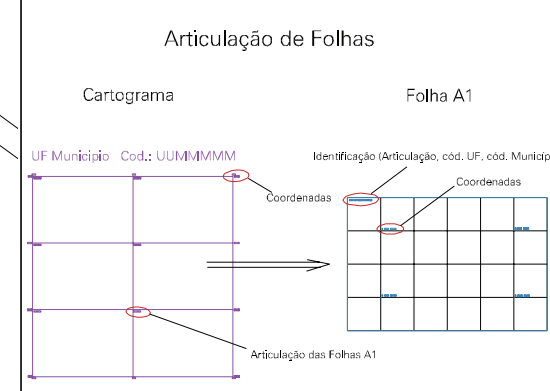 Articulação de Folhas
Cartograma
Folha A1
UF Municipio Cod.: UUMMMMM
Identificação (Articulação, cód. UF, cód. Municíp
Coordenadas
Coordenadas
Articulação das Folhas A1